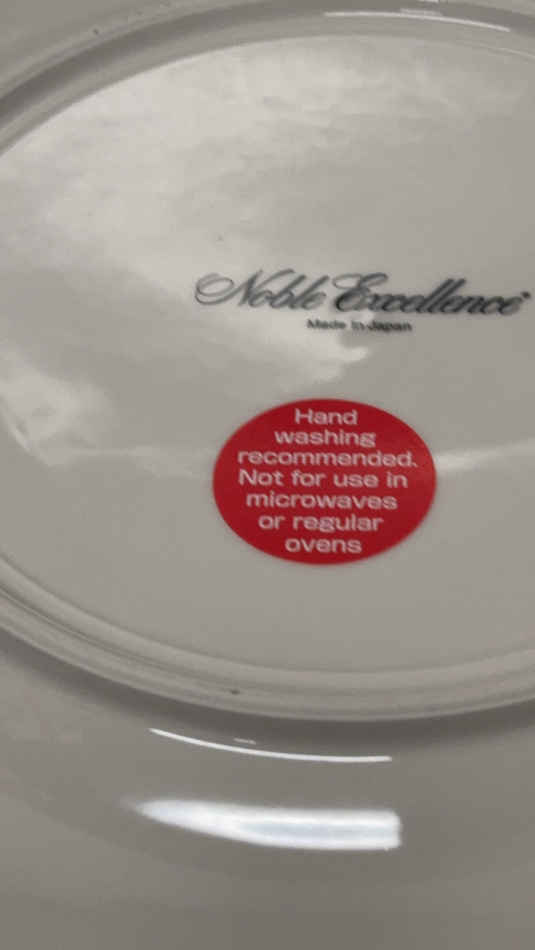 Noble Excellence®
Made in Japan
Hand
washing
recommended.
Not for use in
microwaves
or regular
ovens